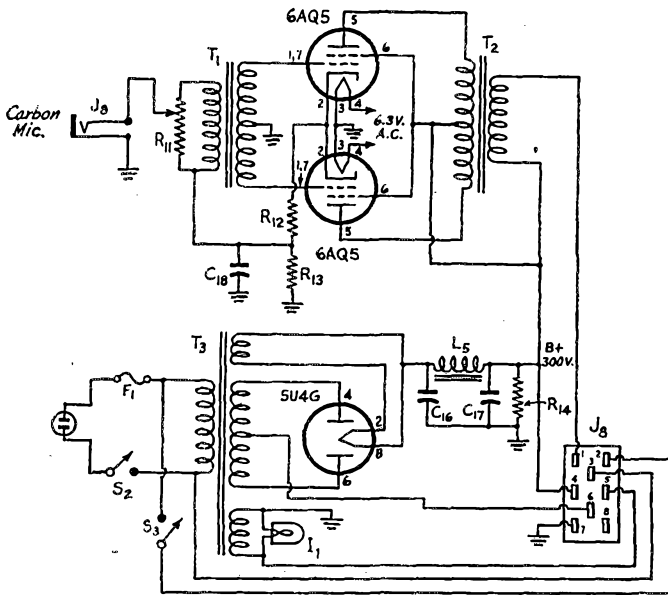 6AQ5
5
6
T1
1,7
T2
2
3
4
Carbon
Mic.
J8
R11
6.3V.
A.C.
2
3
4
1,7
6
R12
5
6AQ5
C18
R13
T3
L5
B+
300V.
5U4G
4
2
8
6
C16
C17
R14
J8
F1
S2
S3
I1
1
2
3
4
5
6
7
8